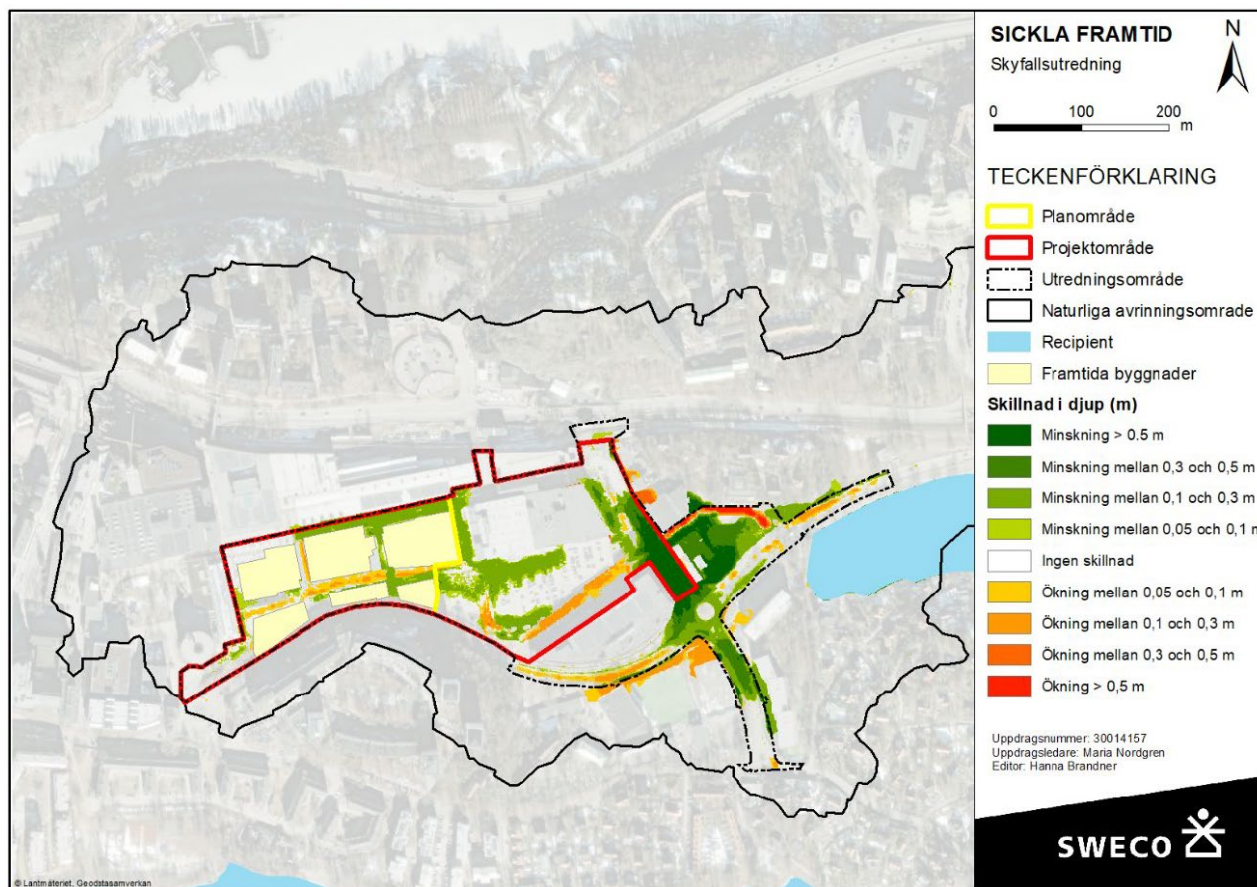 SICKLA FRAMTID
Skyfallsutredning
N
0 100 200
m
TECKENFÖRKLARING
Planområde
Projektområde
Utredningsområde
Naturliga avrinningsområde
Recipient
Framtida byggnader
Skillnad i djup (m)
Minskning > 0.5 m
Minskning mellan 0,3 och 0,5 m
Minskning mellan 0,1 och 0,3 m
Minskning mellan 0,05 och 0,1 m
Ingen skillnad
Ökning mellan 0,05 och 0,1 m
Ökning mellan 0,1 och 0,3 m
Ökning mellan 0,3 och 0,5 m
Ökning > 0,5 m
Uppdragsnummer: 30014157
Uppdragsledare: Maria Nordgren
Editor: Hanna Brandner
SWECO
© Lantmäteriet, Geodatasamverkan